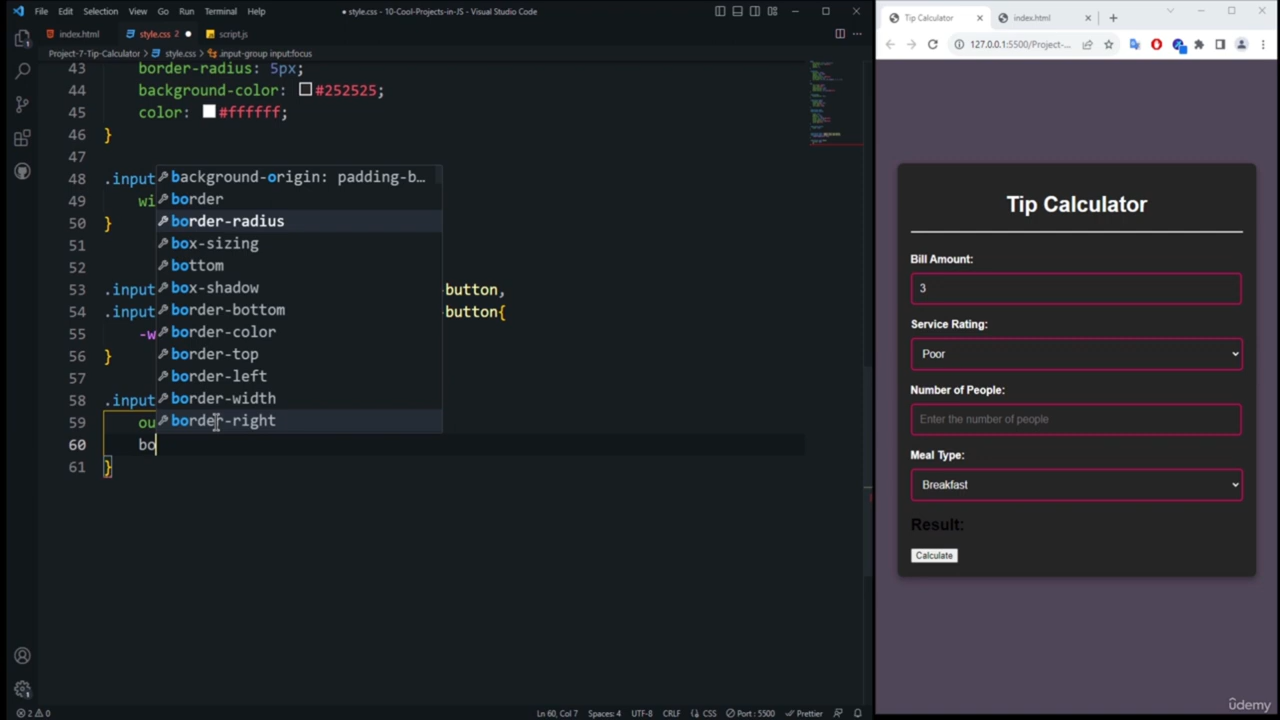 File Edit Selection View Go Run Terminal Help
● style.css - 10-Cool-Projects-in-JS - Visual Studio Code
index.html
style.css 2 ●
script.js
Project-7-Tip-Calculator > style.css > .input-group input:focus
43 border-radius: 5px;
44 background-color: #252525;
45 color: #ffffff;
46 }
47
48 .input
49 wi
50 }
51
52
53 .input button,
54 .input button{
55 -w
56 }
57
58 .input
59 ou
60 bo
61 }
background-origin: padding-b…
border
border-radius
box-sizing
bottom
box-shadow
border-bottom
border-color
border-top
border-left
border-width
border-right
2 0
Ln 60, Col 7 Spaces: 4 UTF-8 CRLF {} CSS Port : 5500 Prettier
Tip Calculator
index.html
127.0.0.1:5500/Project-...
Tip Calculator
Bill Amount:
3
Service Rating:
Poor
Number of People:
Enter the number of people
Meal Type:
Breakfast
Result:
Calculate
ûdemy